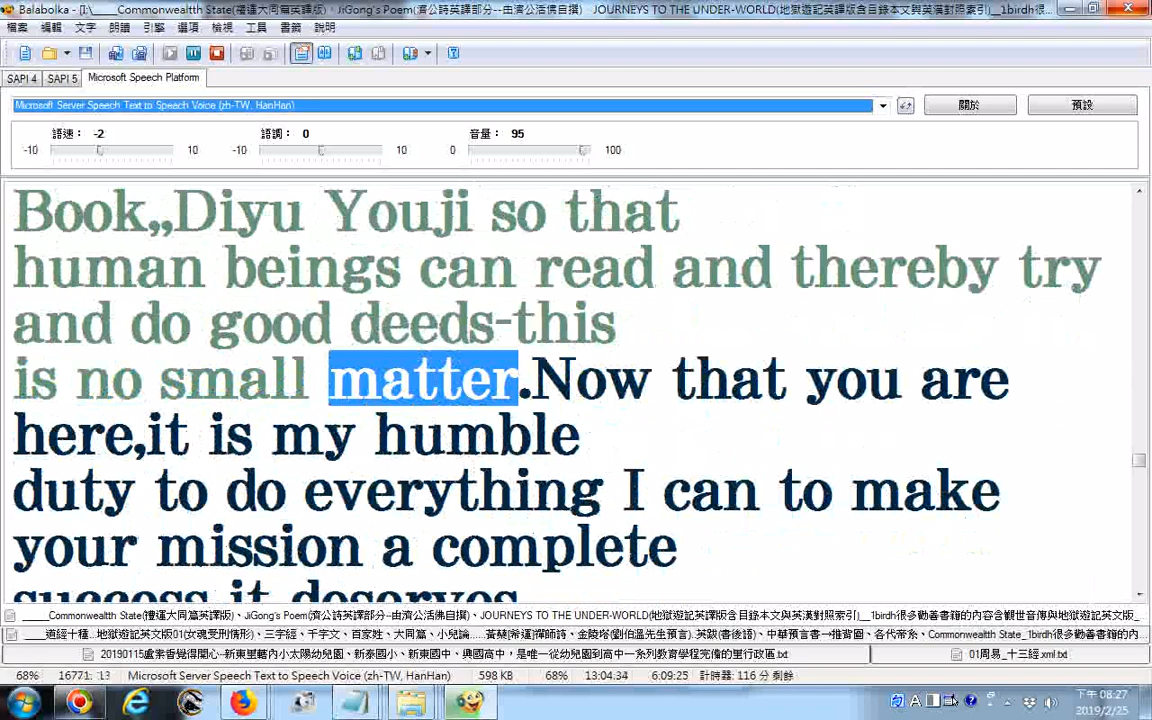 Balabolka - [I:\_____Commonwealtth State(禮運大同篇英譯版)、JiGong's Poem(濟公詩英譯部分--由濟公活佛自撰)　JOURNEYS TO THE UNDER-WORLD(地獄遊記英譯版含目錄本文與英漢對照索引)__1birdh很...
檔案 編輯 文字 朗讀 引擎 選項 檢視 工具 書籤 說明
SAPI 4 SAPI 5 Microsoft Speech Platform
Microsoft Server Speech Text to Speech Voice (zh-TW, HanHan)
關於 預設
語速： -2 語調： 0 音量： 95
-10 10 -10 10 0 100
Book,,Diyu Youji so that
human beings can read and thereby try
and do good deeds-this
is no small matter.Now that you are
here,it is my humble
duty to do everything I can to make
your mission a complete
success it deserves
_____Commonwealtth State(禮運大同篇英譯版)、JiGong's Poem(濟公詩英譯部分--由濟公活佛自撰)、JOURNEYS TO THE UNDER-WORLD(地獄遊記英譯版含目錄本文與英漢對照索引)__1birdh很多勸善書籍的內容含觀世音傳與地獄遊記英文版_
____道經十種...地獄遊記英文版01(女魂受刑情形)、三字經、千字文、百家姓、大同篇、小兒論......黃蘗[希運]禪師詩、金陵塔(劉伯溫先生預言).英跋(書後語)、中華預言書一推背圖、各代帝系、Commonwealth State_1birdh很多勸善書籍的內...
20190115處素皆覺得開心--新東里轄內小太陽幼兒園、新泰國小、新東國中、興國高中，是唯一從幼兒園到高中一系列教育學程完備的里行政區.txt
01周易_十三經.xml.txt
68% 16771: 13 Microsoft Server Speech Text to Speech Voice (zh-TW, HanHan) 598 KB 68% 13:04.34 6:09:25 計時器: 116 分 剩餘
下午 08:27
2019/2/25